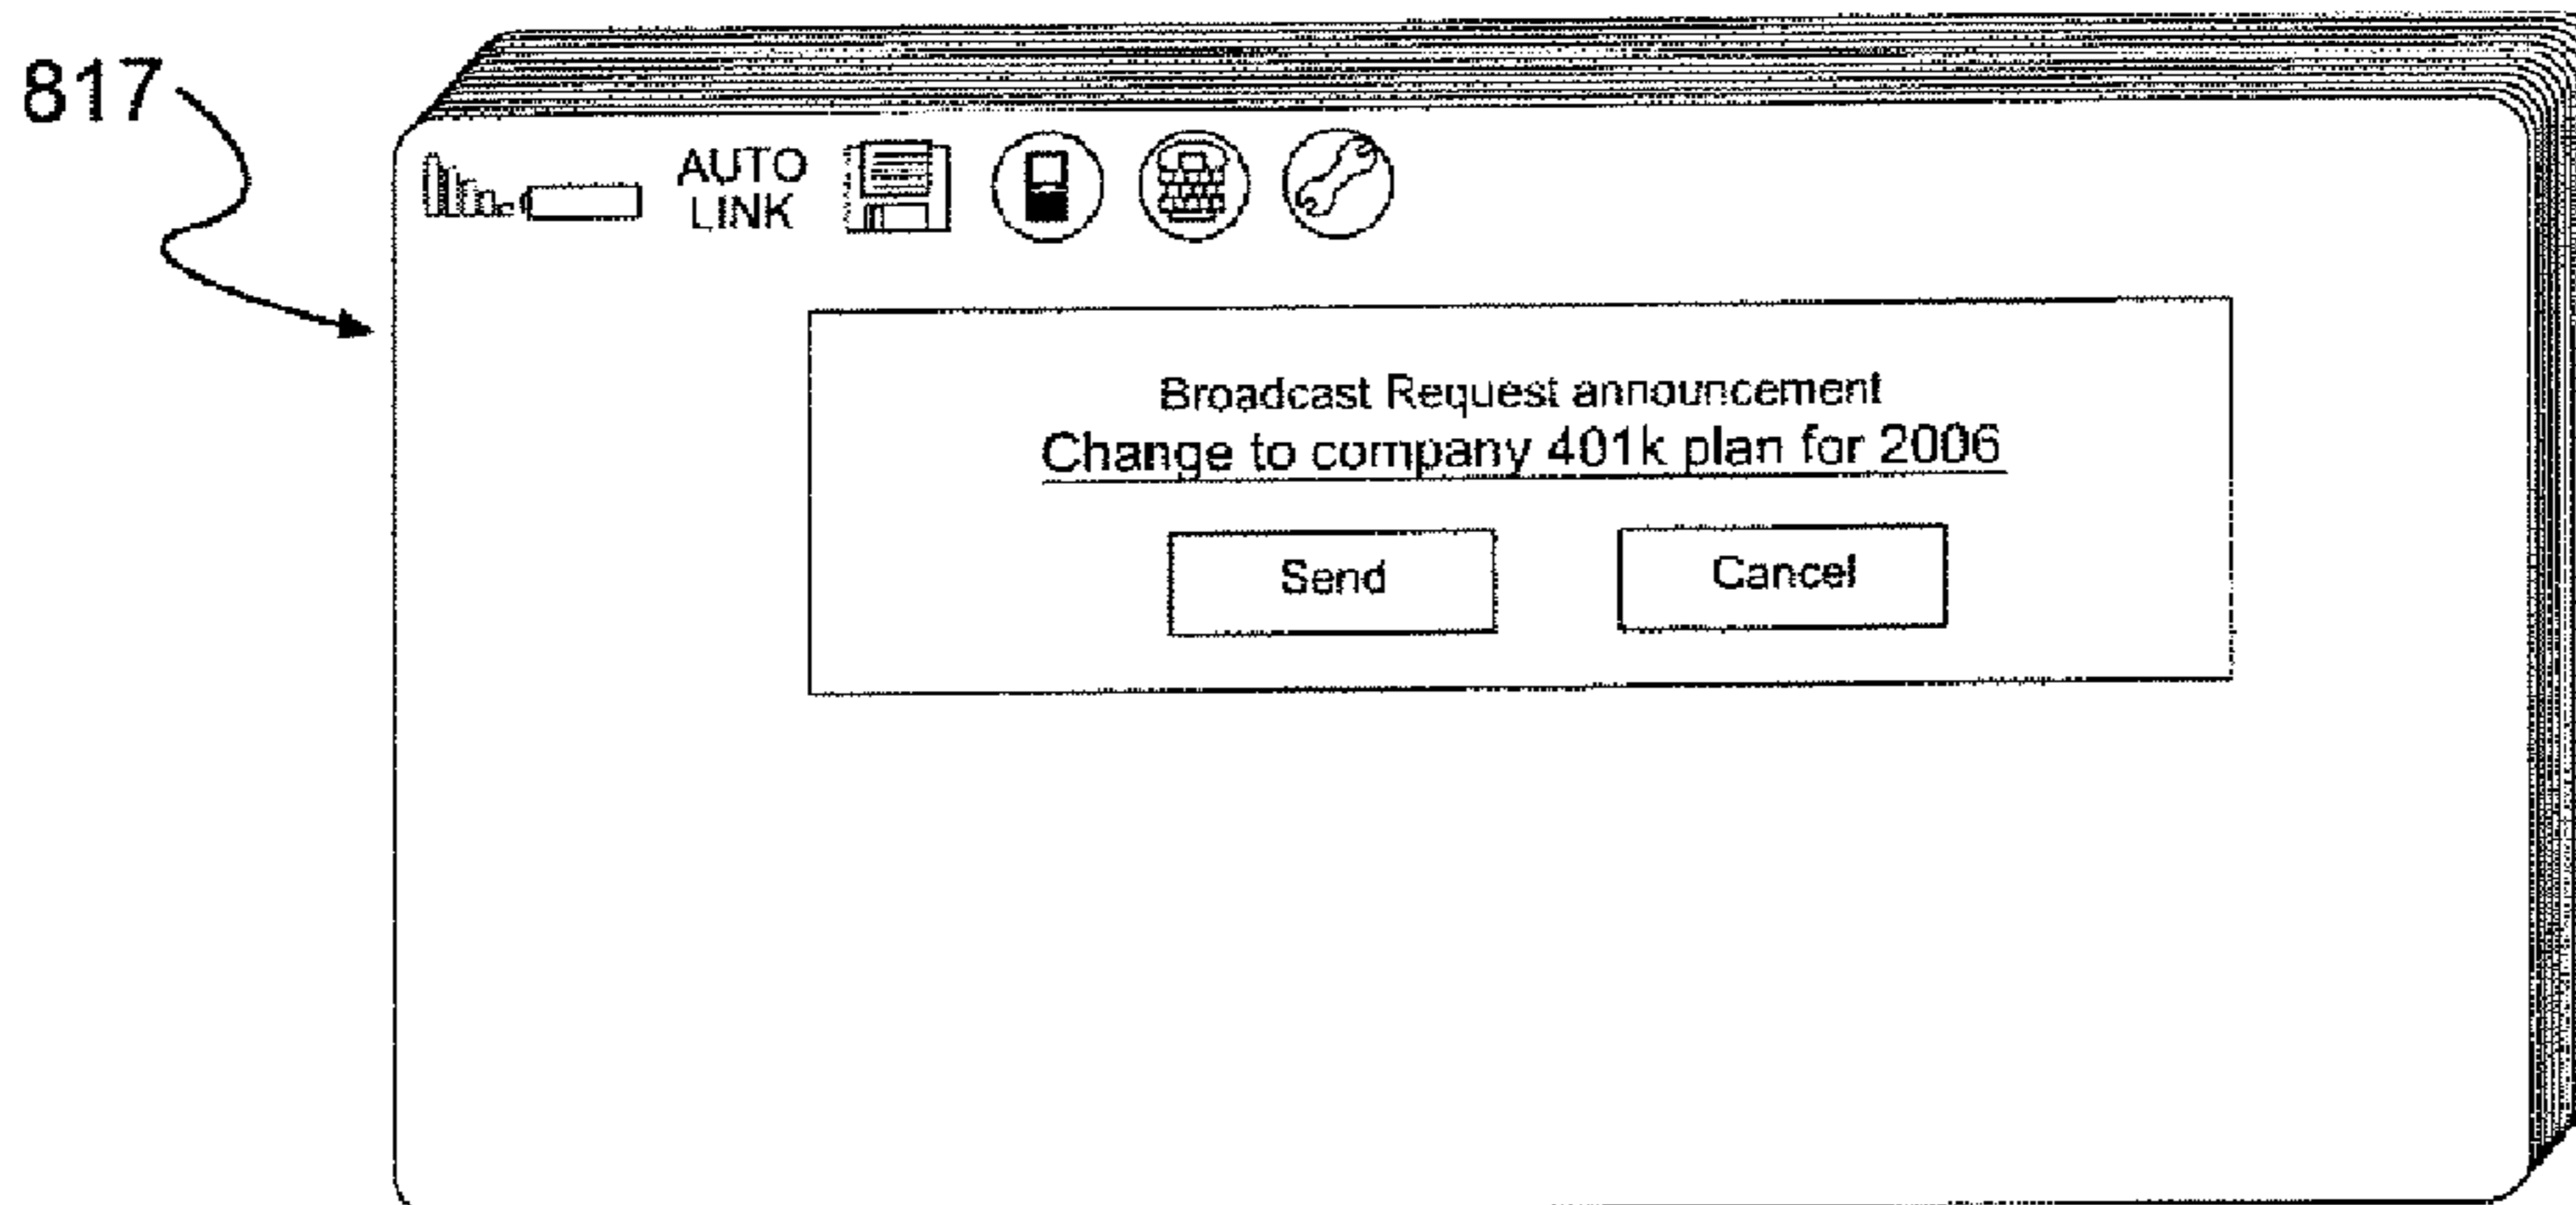 817
AUTO
LINK
Broadcast Request announcement
Change to company 401k plan for 2006
Send
Cancel